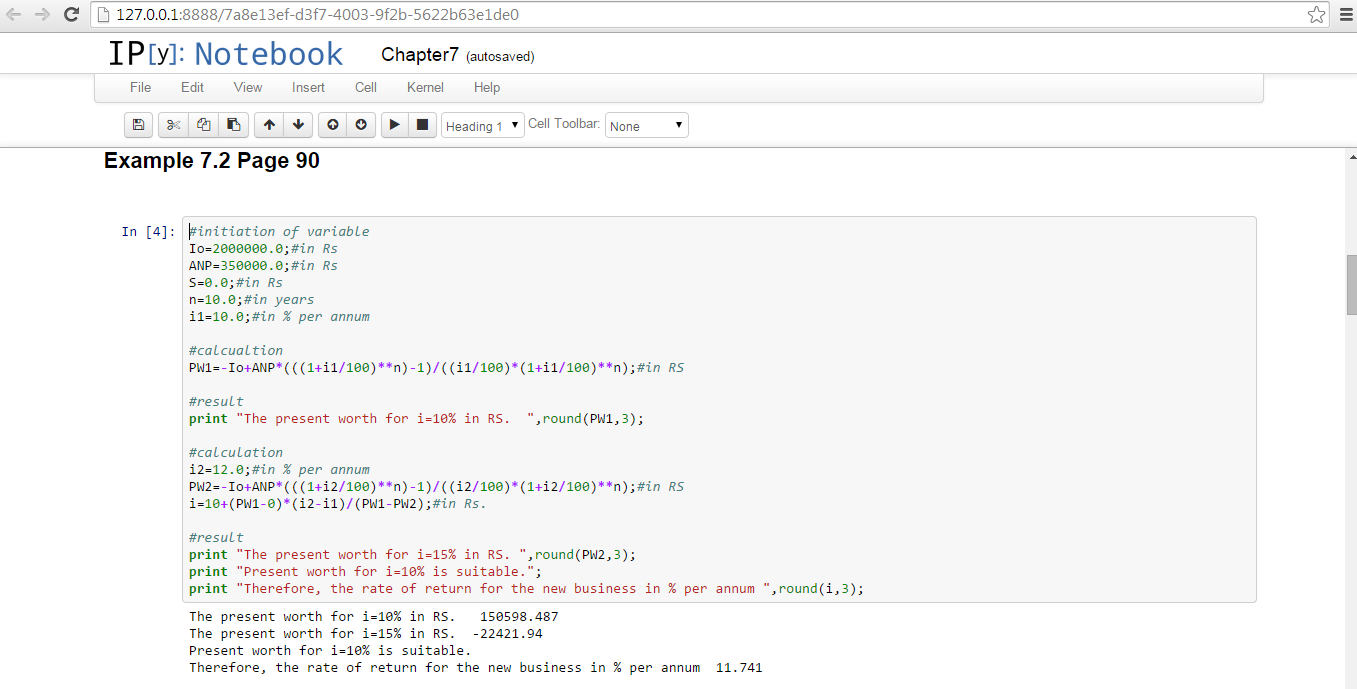 127.0.0.1:8888/7a8e13ef-d3f7-4003-9f2b-5622b63e1de0
IP[y]: Notebook Chapter7 (autosaved)
File Edit View Insert Cell Kernel Help
Heading 1 Cell Toolbar: None
Example 7.2 Page 90
In [4]: #initiation of variable
Io=2000000.0;#in Rs
ANP=350000.0;#in Rs
S=0.0;#in Rs
n=10.0;#in years
i1=10.0;#in % per annum
#calcualtion
PW1=-Io+ANP*(((1+i1/100)**n)-1)/((i1/100)*(1+i1/100)**n);#in RS
#result
print "The present worth for i=10% in RS.  ",round(PW1,3);
#calculation
i2=12.0;#in % per annum
PW2=-Io+ANP*(((1+i2/100)**n)-1)/((i2/100)*(1+i2/100)**n);#in RS
i=10+(PW1-0)*(i2-i1)/(PW1-PW2);#in Rs.
#result
print "The present worth for i=15% in RS. ",round(PW2,3);
print "Present worth for i=10% is suitable.";
print "Therefore, the rate of return for the new business in % per annum ",round(i,3);
The present worth for i=10% in RS.   150598.487
The present worth for i=15% in RS.  -22421.94
Present worth for i=10% is suitable.
Therefore, the rate of return for the new business in % per annum  11.741